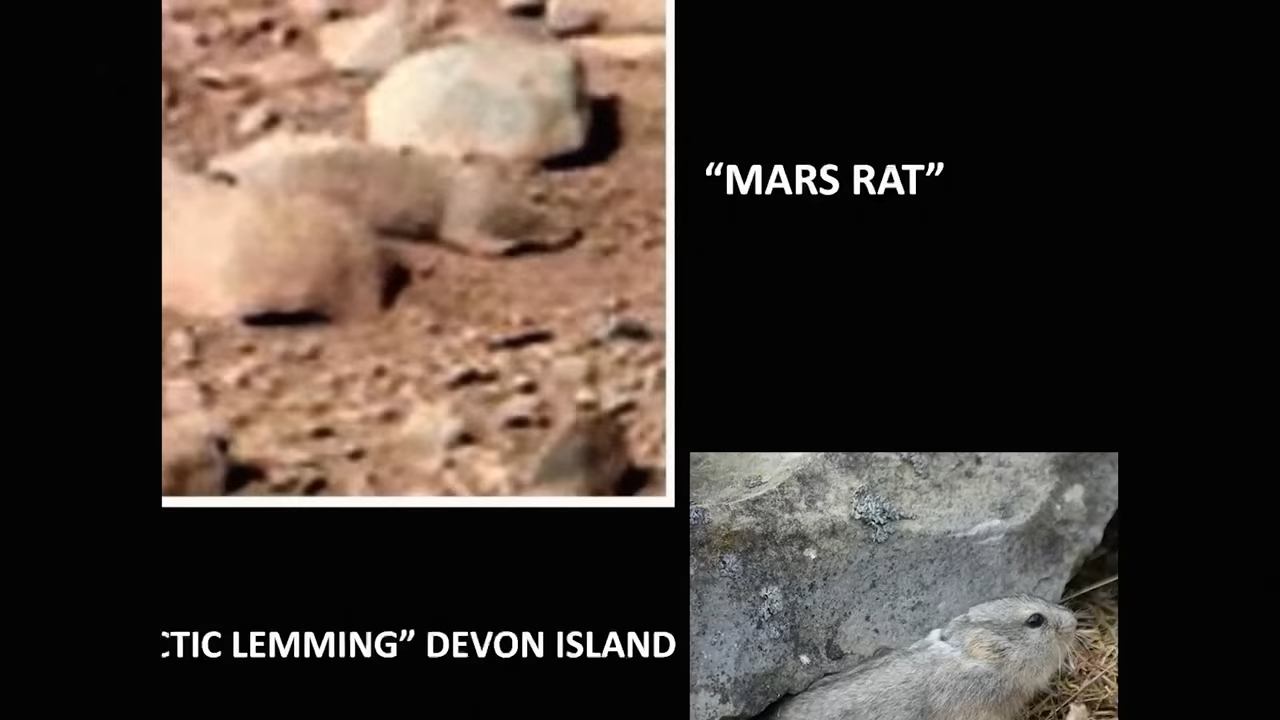 “MARS RAT”
CTIC LEMMING” DEVON ISLAND